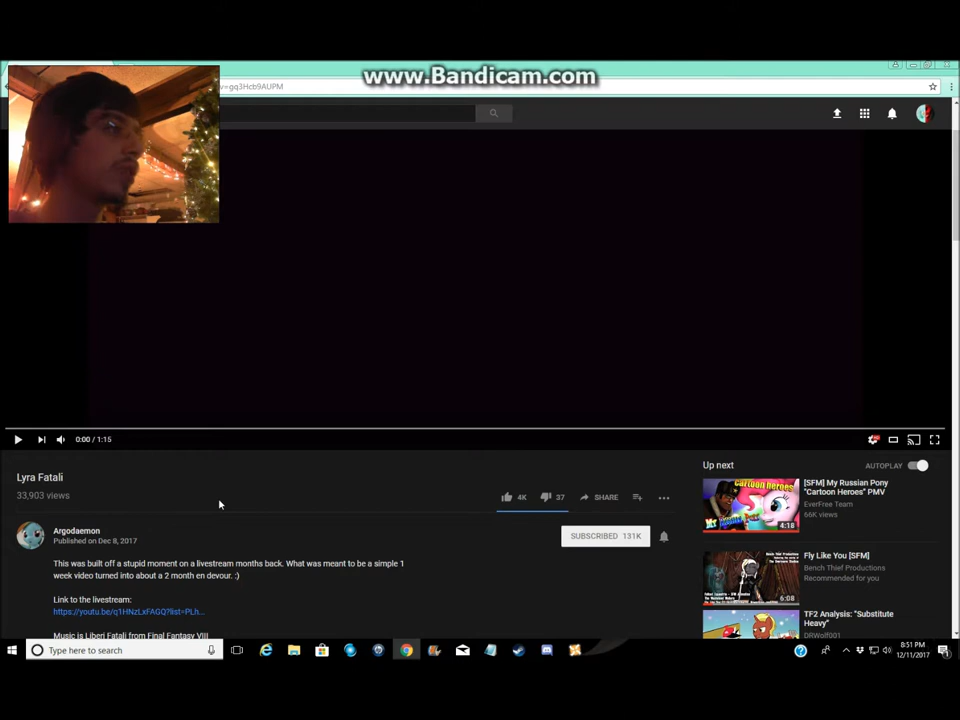 www.Bandicam.com
v=gq3Hcb9AUPM
0:00 / 1:15
Lyra Fatali
33,903 views
4K
37
SHARE
Argodaemon
Published on Dec 8, 2017
SUBSCRIBED 131K
This was built off a stupid moment on a livestream months back. What was meant to be a simple 1
week video turned into about a 2 month en devour. :)
Link to the livestream:
https://youtu.be/q1HNzLxFAGQ?list=PLh...
Music is Liberi Fatali from Final Fantasy VIII
Up next
AUTOPLAY
4:18
[SFM] My Russian Pony
"Cartoon Heroes" PMV
EverFree Team
66K views
6:08
Fly Like You [SFM]
Bench Thief Productions
Recommended for you
TF2 Analysis: "Substitute
Heavy"
DRWolf001
Type here to search
8:51 PM
12/11/2017